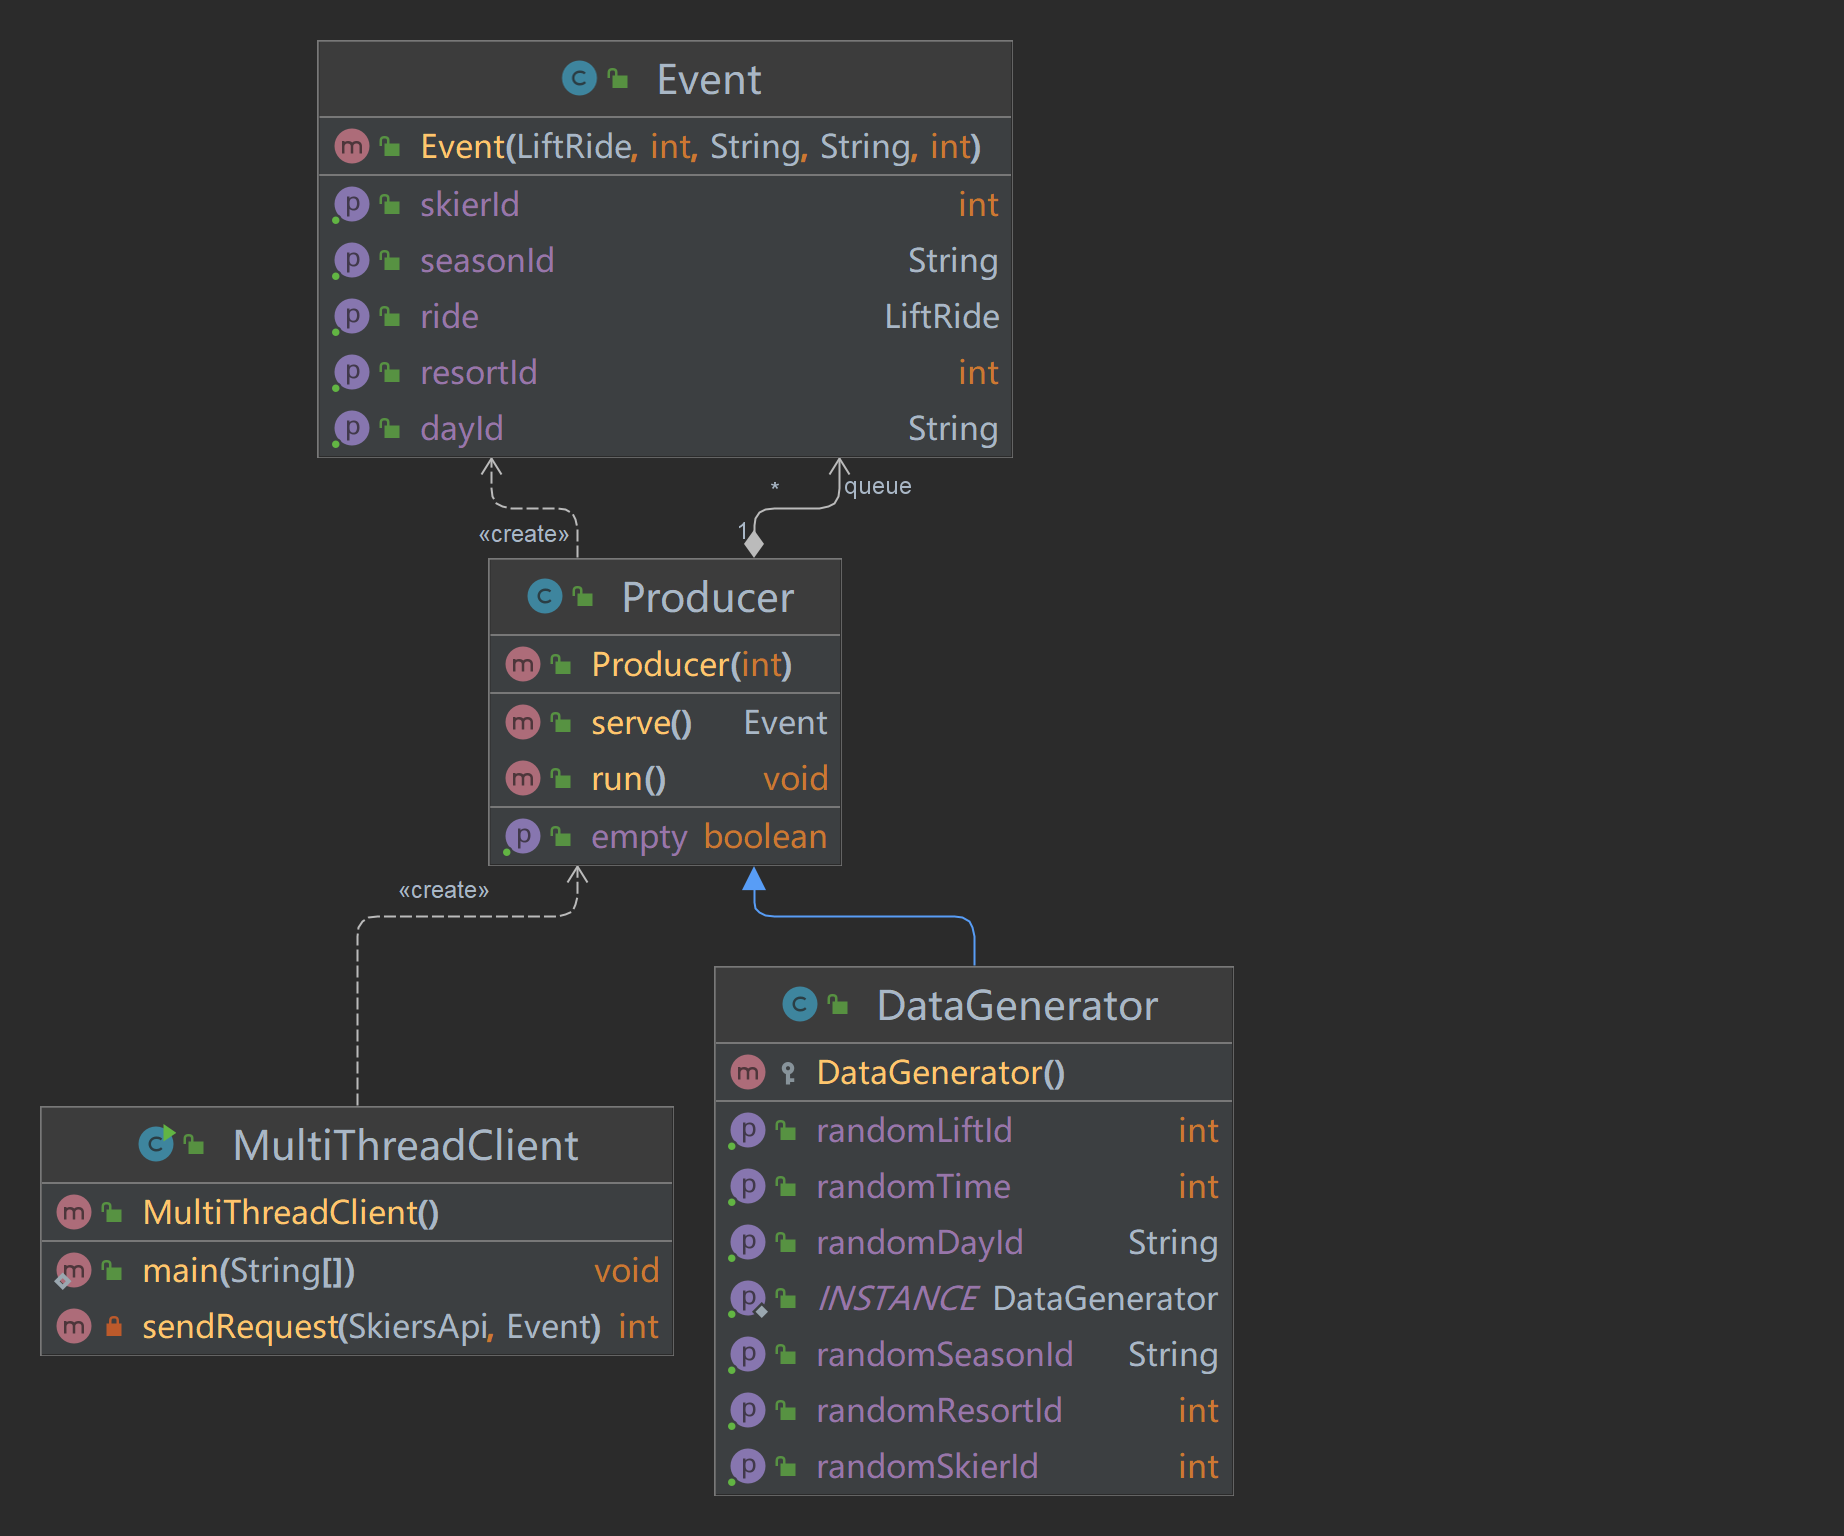 Event
Event(LiftRide, int, String, String, int)
skierId int
seasonId String
ride LiftRide
resortId int
dayId String
* queue
«create» 1
Producer
Producer(int)
serve() Event
run() void
empty boolean
«create»
DataGenerator
DataGenerator()
randomLiftId int
randomTime int
randomDayId String
INSTANCE DataGenerator
randomSeasonId String
randomResortId int
randomSkierId int
MultiThreadClient
MultiThreadClient()
main(String[]) void
sendRequest(SkiersApi, Event) int